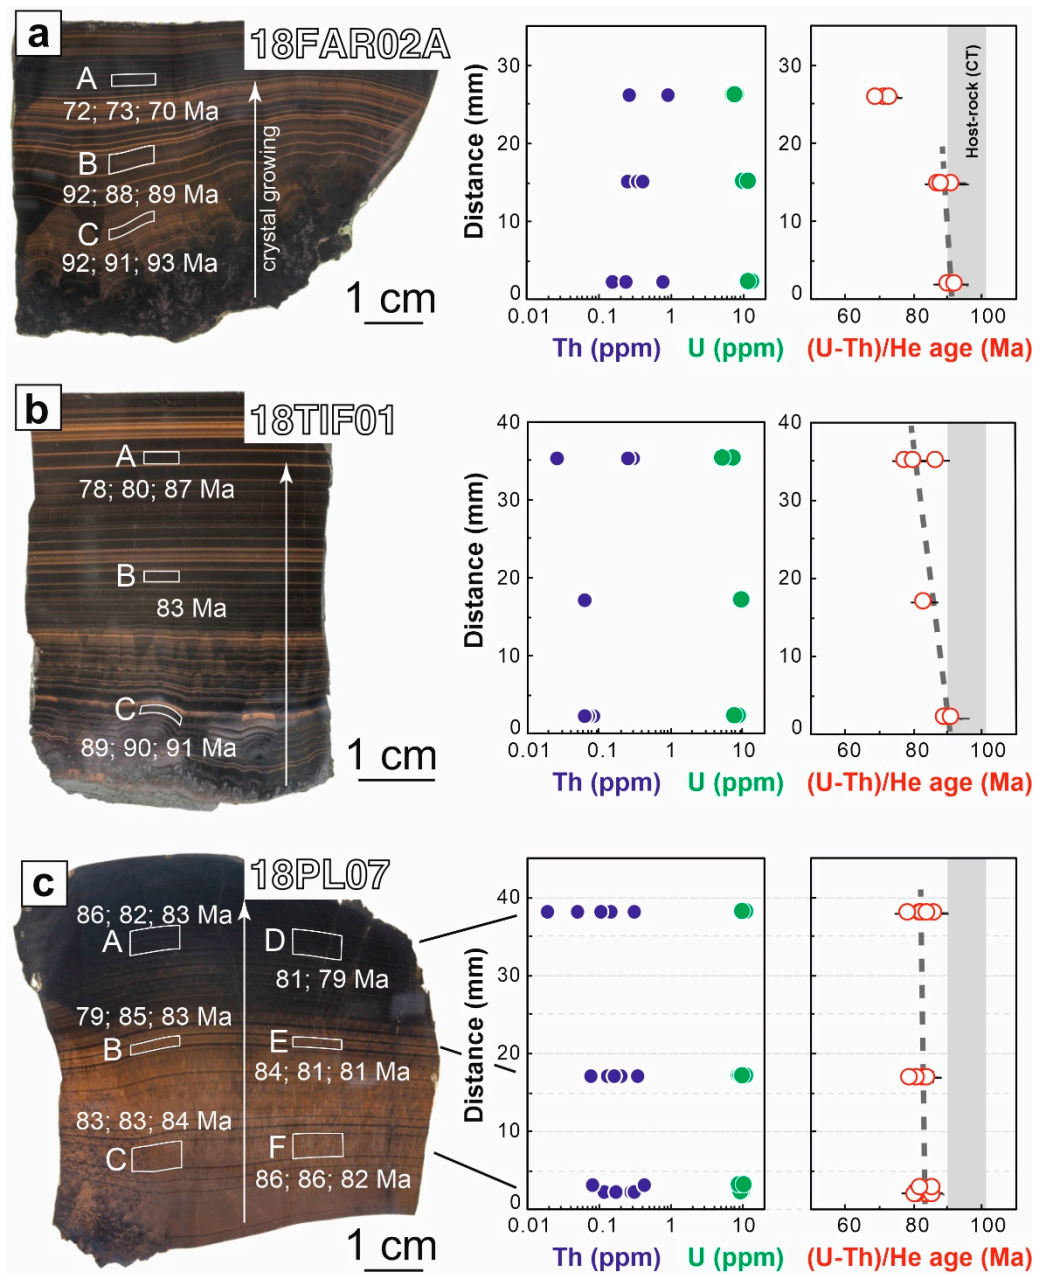 a
18FAR02A
A
72; 73; 70 Ma
B
92; 88; 89 Ma
C
92; 91; 93 Ma
crystal growing
1 cm
Distance (mm)
30
20
10
0
0.01 0.1 1 10
Th (ppm) U (ppm)
30
20
10
0
Host-rock (CT)
60 80 100
(U-Th)/He age (Ma)
b
18TIF01
A
78; 80; 87 Ma
B
83 Ma
C
89; 90; 91 Ma
1 cm
Distance (mm)
40
30
20
10
0
0.01 0.1 1 10
Th (ppm) U (ppm)
40
30
20
10
0
60 80 100
(U-Th)/He age (Ma)
c
18PL07
86; 82; 83 Ma
A
D
81; 79 Ma
79; 85; 83 Ma
B
E
84; 81; 81 Ma
83; 83; 84 Ma
C
F
86; 86; 82 Ma
1 cm
Distance (mm)
40
30
20
10
0
0.01 0.1 1 10
Th (ppm) U (ppm)
40
30
20
10
0
60 80 100
(U-Th)/He age (Ma)